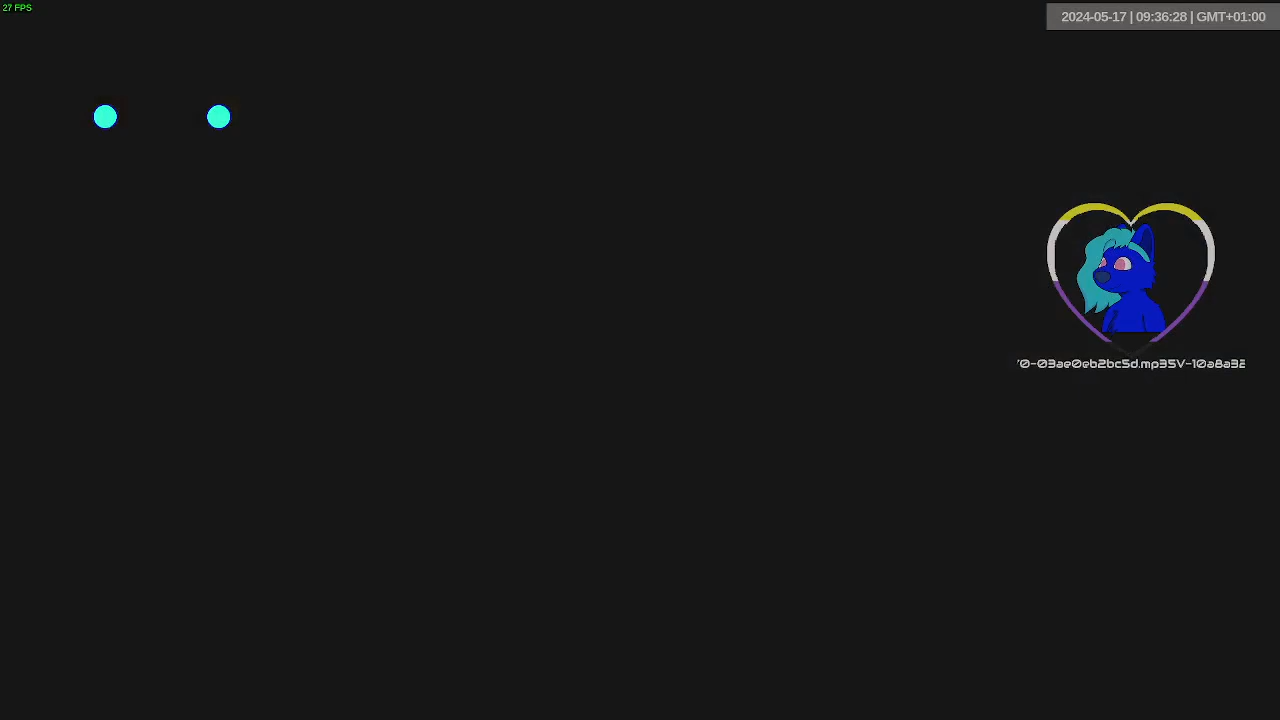 27 FPS
2024-05-17 | 09:36:28 | GMT+01:00
0-03ae0eb2bc5d.mp35V-10a8a32